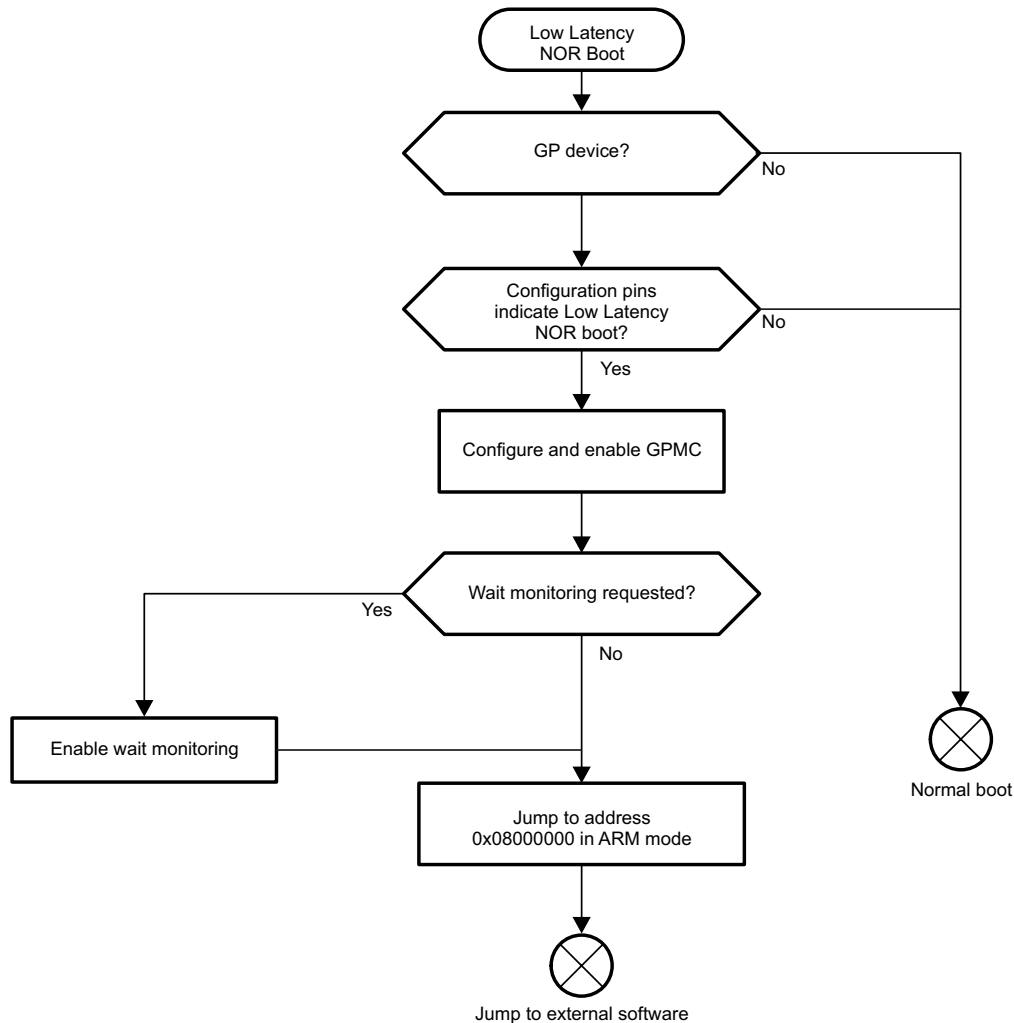 Low Latency
NOR Boot
GP device?
No
Configuration pins
indicate Low Latency
NOR boot?
No
Yes
Configure and enable GPMC
Wait monitoring requested?
Yes
No
Enable wait monitoring
Normal boot
Jump to address
0x08000000 in ARM mode
Jump to external software